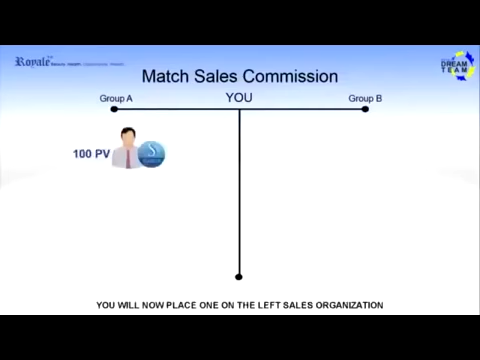 Royale
DREAM
TEAM
Match Sales Commission
Group A
YOU
Group B
100 PV
S
YOU WILL NOW PLACE ONE ON THE LEFT SALES ORGANIZATION